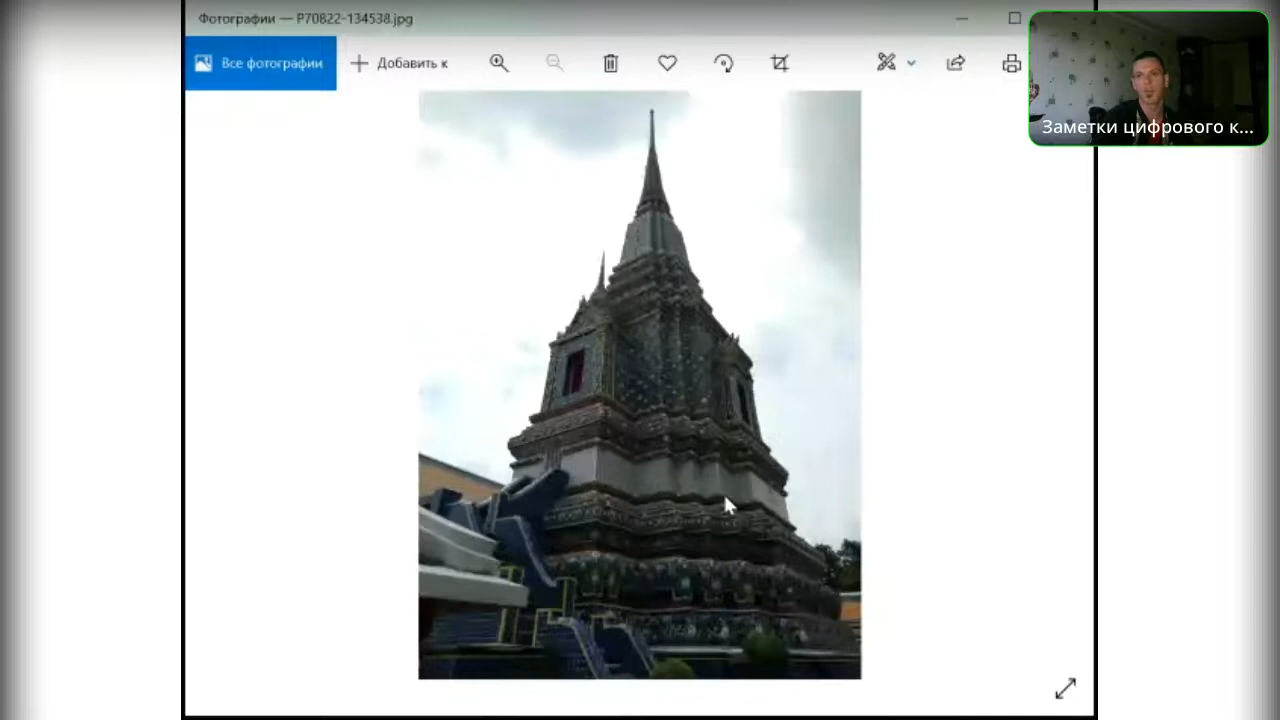 Фотографии — P70822-134538.jpg
Все фотографии
Добавить к
Заметки цифрового к...